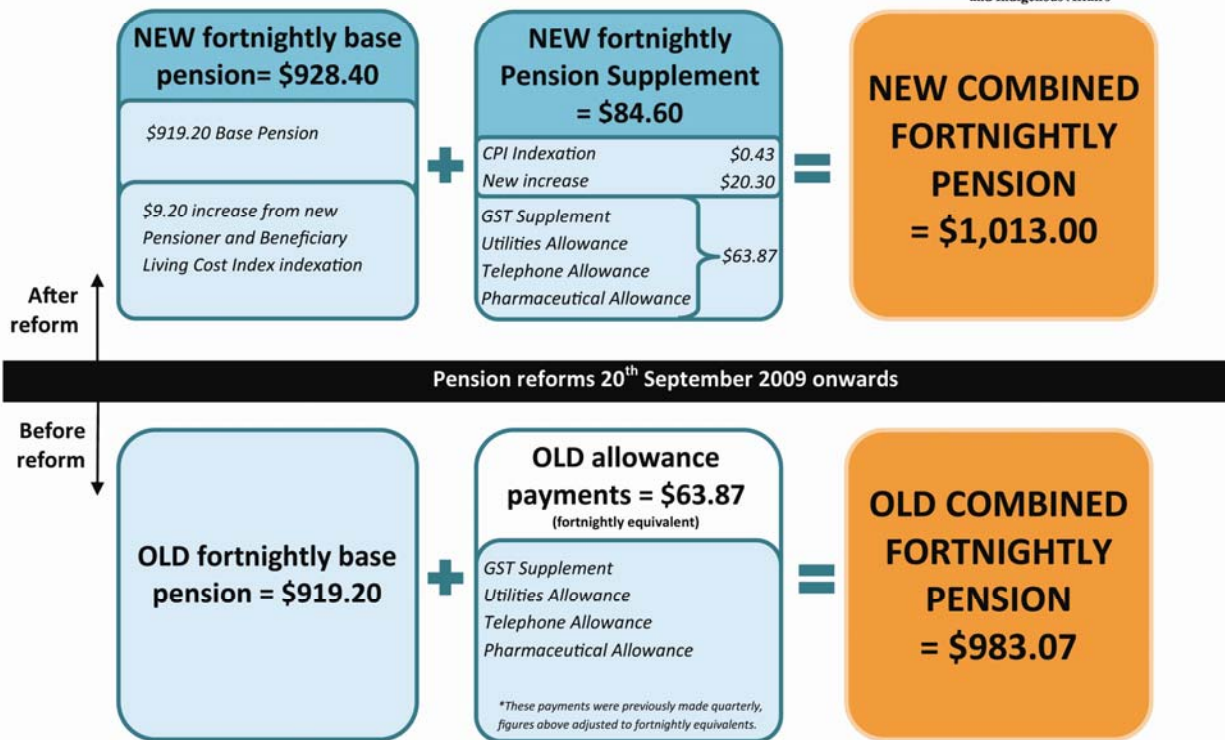 and Indigenous Affairs
NEW fortnightly base
pension= $928.40
$919.20 Base Pension
$9.20 increase from new
Pensioner and Beneficiary
Living Cost Index indexation
+
NEW fortnightly
Pension Supplement
= $84.60
CPI Indexation $0.43
New increase $20.30
GST Supplement
Utilities Allowance
Telephone Allowance
Pharmaceutical Allowance
$63.87
=
NEW COMBINED
FORTNIGHTLY
PENSION
= $1,013.00
After
reform
Pension reforms 20th September 2009 onwards
Before
reform
OLD fortnightly base
pension = $919.20
+
OLD allowance
payments = $63.87
(fortnightly equivalent)
GST Supplement
Utilities Allowance
Telephone Allowance
Pharmaceutical Allowance
*These payments were previously made quarterly,
figures above adjusted to fortnightly equivalents.
=
OLD COMBINED
FORTNIGHTLY
PENSION
= $983.07